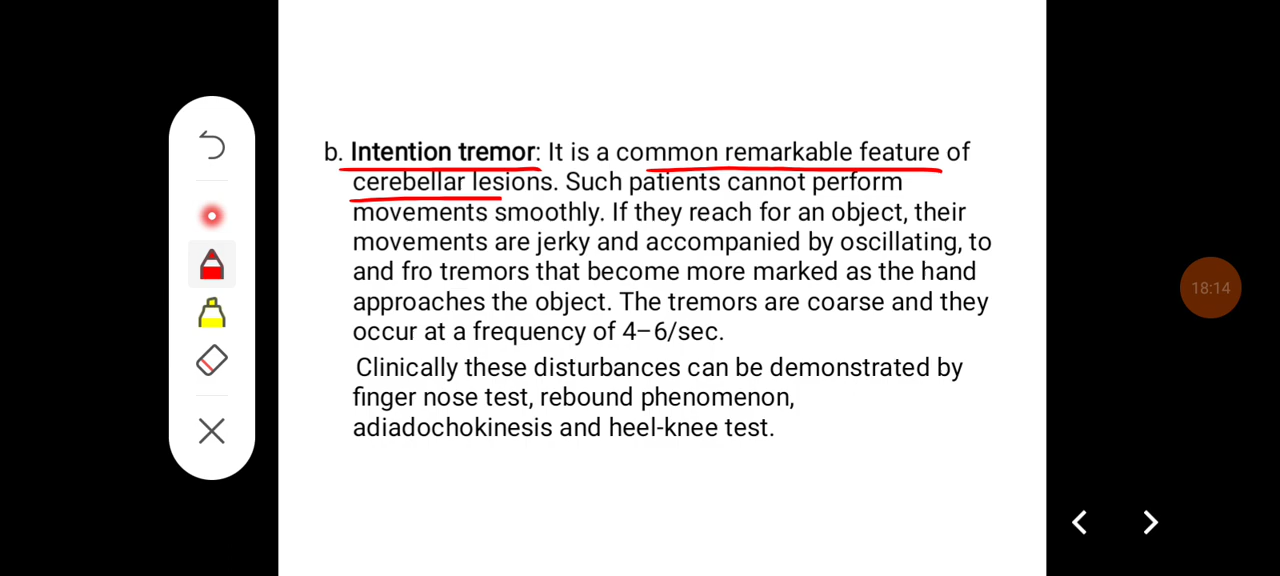 b. Intention tremor: It is a common remarkable feature of
cerebellar lesions. Such patients cannot perform
movements smoothly. If they reach for an object, their
movements are jerky and accompanied by oscillating, to
and fro tremors that become more marked as the hand
approaches the object. The tremors are coarse and they
occur at a frequency of 4–6/sec.
Clinically these disturbances can be demonstrated by
finger nose test, rebound phenomenon,
adiadochokinesis and heel-knee test.
18:14